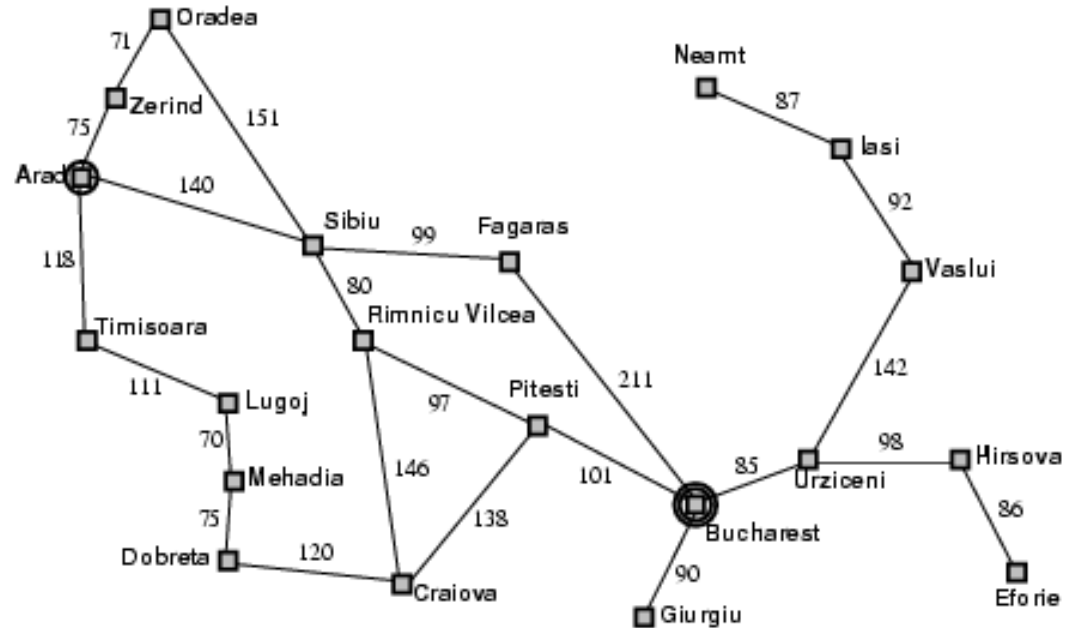 Oradea
71
Neamt
87
Zerind
151
75
Iasi
Arad
140
92
Sibiu
99
Fagaras
118
80
Vaslui
Rimnicu Vilcea
Timisoara
142
111
211
Pitesti
Lugoj
97
70
98
Hirsova
85
Urziceni
146
101
Mehadia
86
75
138
Bucharest
Dobreta
120
90
Craiova
Eforie
Giurgiu